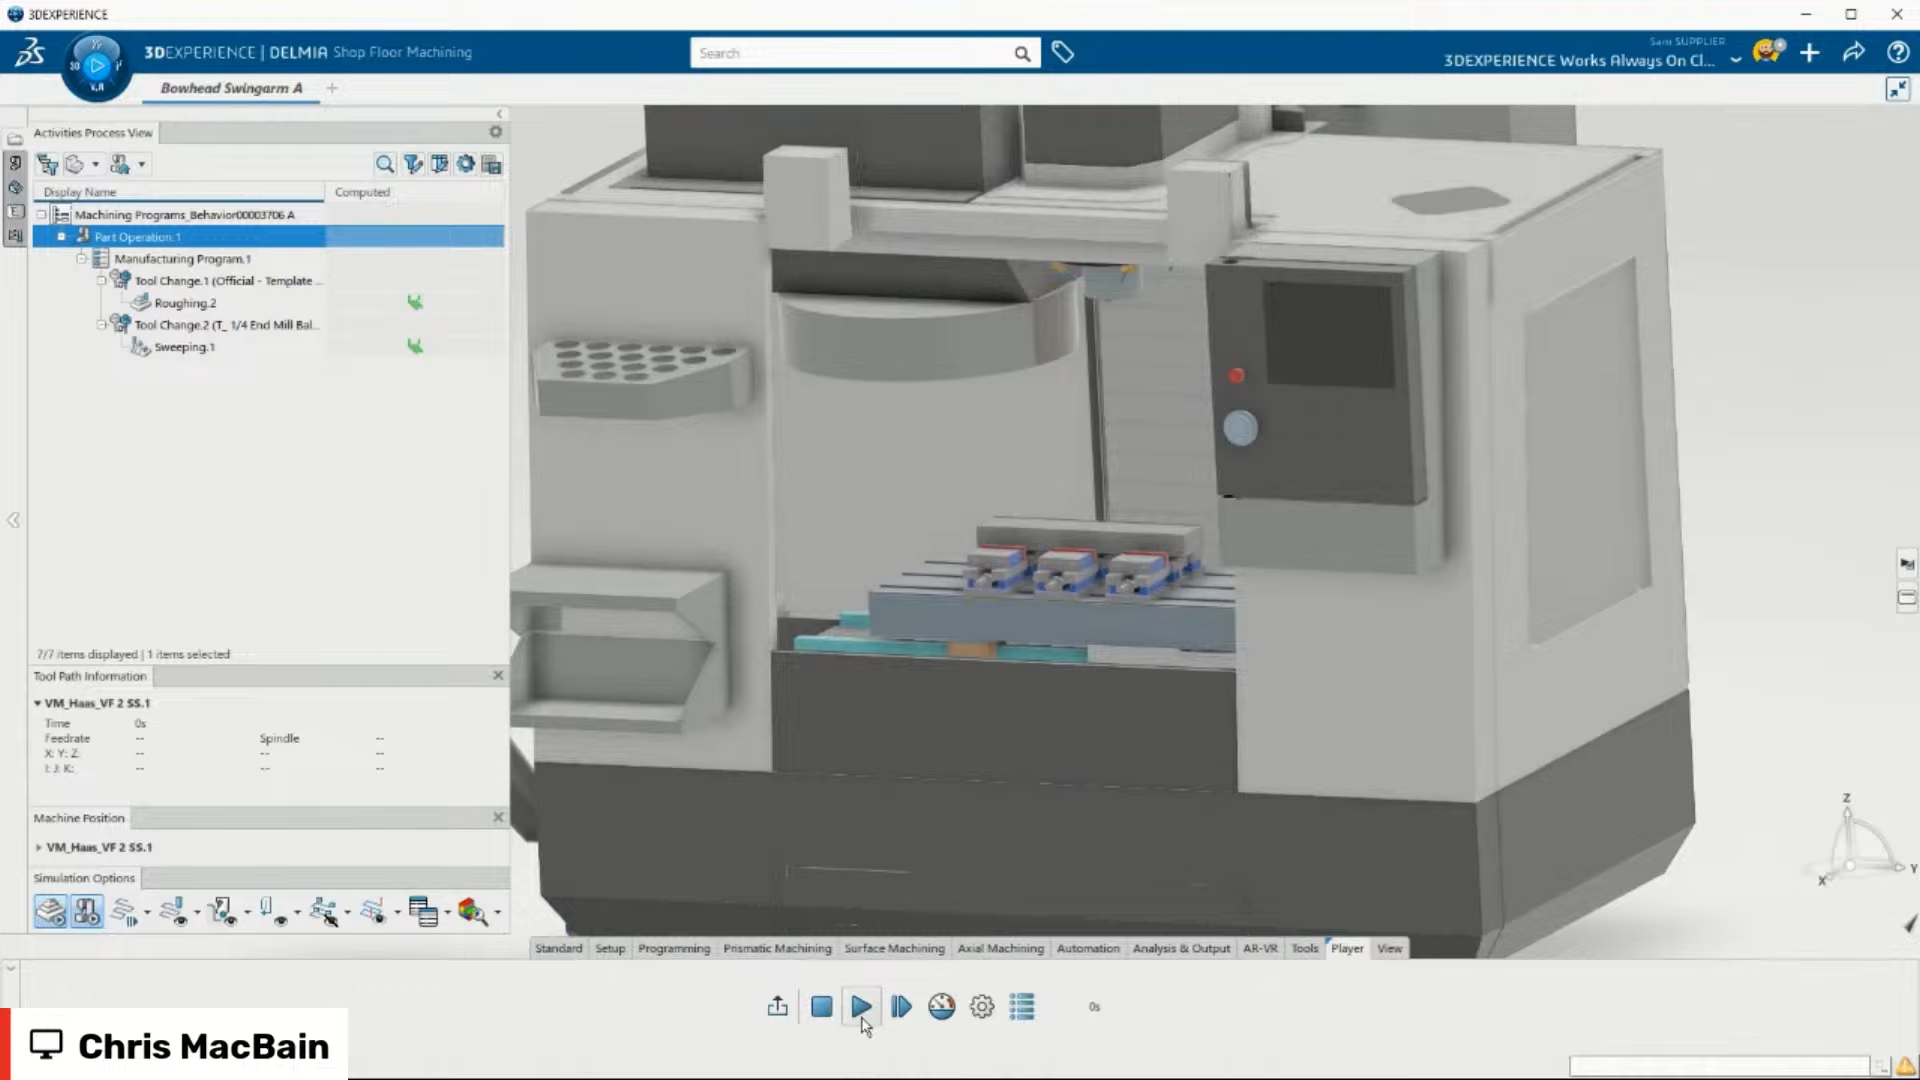 3DEXPERIENCE
3DEXPERIENCE | DELMIA Shop Floor Machining
Search
Sam SUPPLIER
3DEXPERIENCE Works Always On Cl...
Bowhead Swingarm A
Activities Process View
Display Name
Computed
Machining Programs_Behavior00003706 A
Part Operation.1
Manufacturing Program.1
Tool Change.1 (Official - Template ...
Roughing.2
Tool Change.2 (T_ 1/4 End Mill Bal...
Sweeping.1
7/7 items displayed | 1 items selected
Tool Path Information
VM_Haas_VF 2 SS.1
Time 0s
Feedrate -- Spindle --
X: Y: Z: -- -- --
I: J: K: -- -- --
Machine Position
VM_Haas_VF 2 SS.1
Simulation Options
Z
Y
X
Standard Setup Programming Prismatic Machining Surface Machining Axial Machining Automation Analysis & Output AR-VR Tools Player View
0s
Chris MacBain